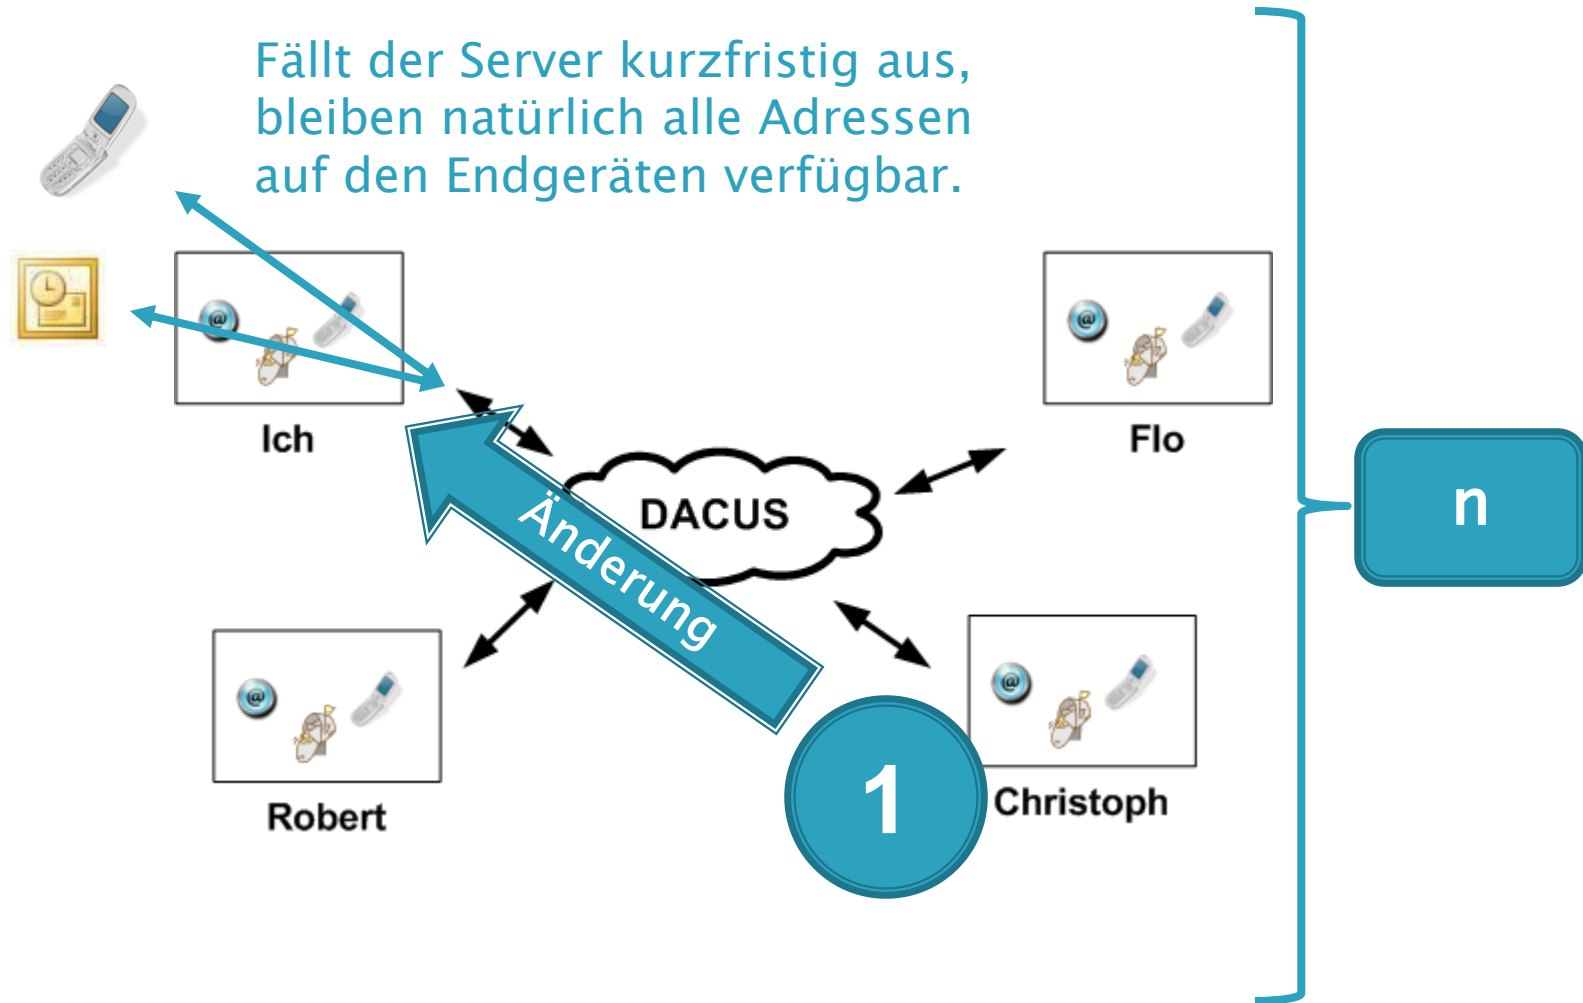 Fällt der Server kurzfristig aus,
bleiben natürlich alle Adressen
auf den Endgeräten verfügbar.
@
@
Ich
Flo
n
DACUS
Änderung
@
@
Robert
1
Christoph